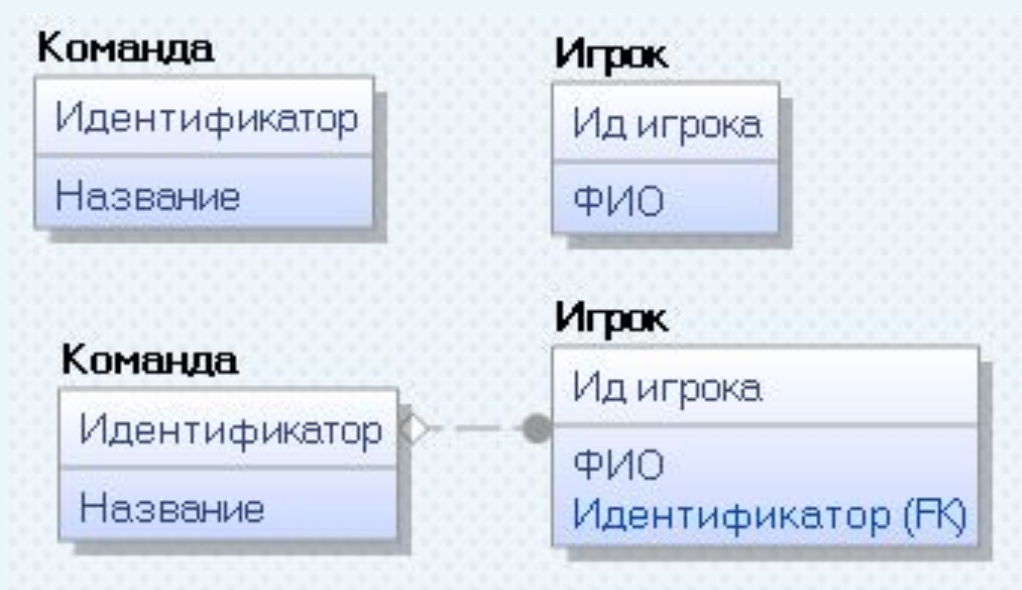 Команда
Идентификатор
Название
Игрок
Ид игрока
ФИО
Команда
Идентификатор
Название
Игрок
Ид игрока
ФИО
Идентификатор (FK)